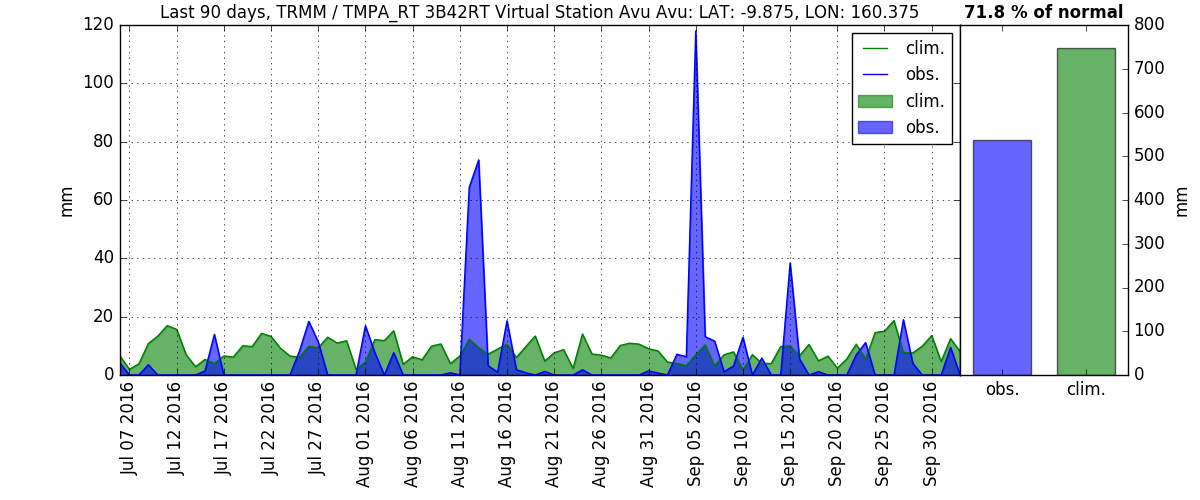 Last 90 days, TRMM / TMPA_RT 3B42RT Virtual Station Avu Avu: LAT: -9.875, LON: 160.375
71.8 % of normal
120
100
80
60
40
20
0
mm
clim.
obs.
clim.
obs.
800
700
600
500
400
300
200
100
0
mm
Jul 07 2016
Jul 12 2016
Jul 17 2016
Jul 22 2016
Jul 27 2016
Aug 01 2016
Aug 06 2016
Aug 11 2016
Aug 16 2016
Aug 21 2016
Aug 26 2016
Aug 31 2016
Sep 05 2016
Sep 10 2016
Sep 15 2016
Sep 20 2016
Sep 25 2016
Sep 30 2016
obs.
clim.